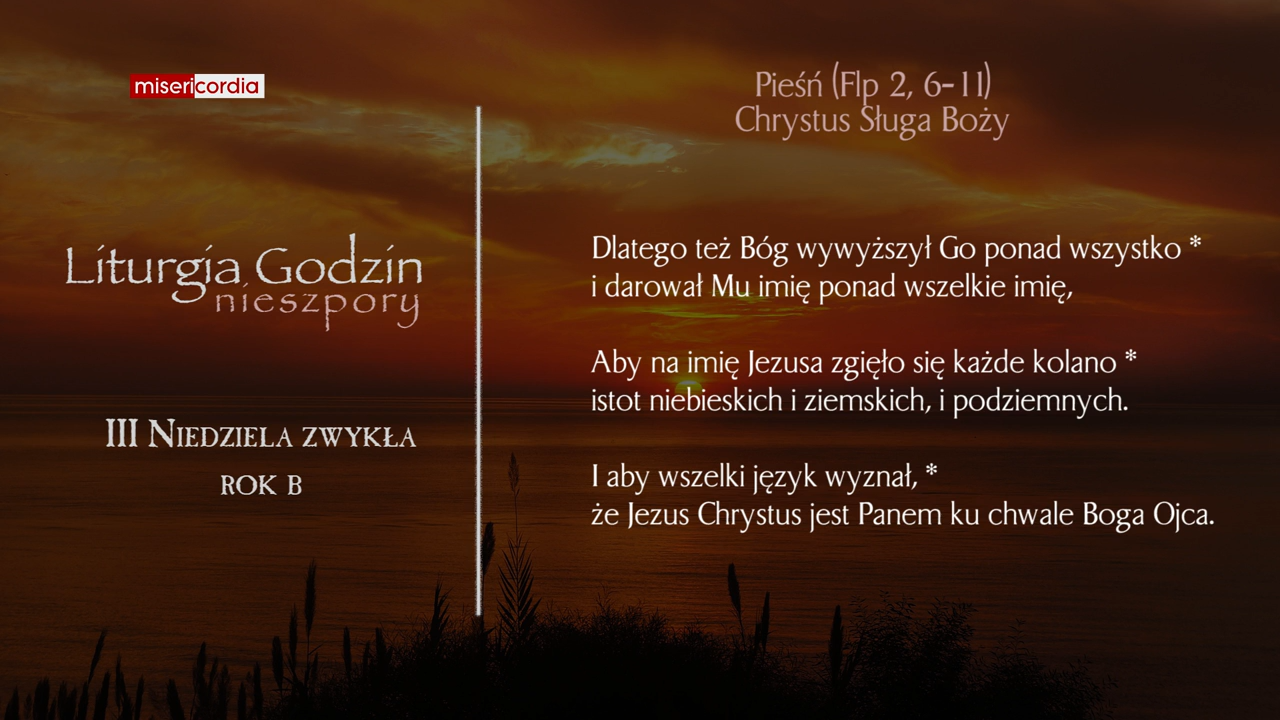 misericordia
Liturgia Godzin
nieszpory
III Niedziela zwykła
rok B
Pieśń (Flp 2, 6-11)
Chrystus Sługa Boży
Dlatego też Bóg wywyższył Go ponad wszystko *
i darował Mu imię ponad wszelkie imię,
Aby na imię Jezusa zgięło się każde kolano *
istot niebieskich i ziemskich, i podziemnych.
I aby wszelki język wyznał, *
że Jezus Chrystus jest Panem ku chwale Boga Ojca.